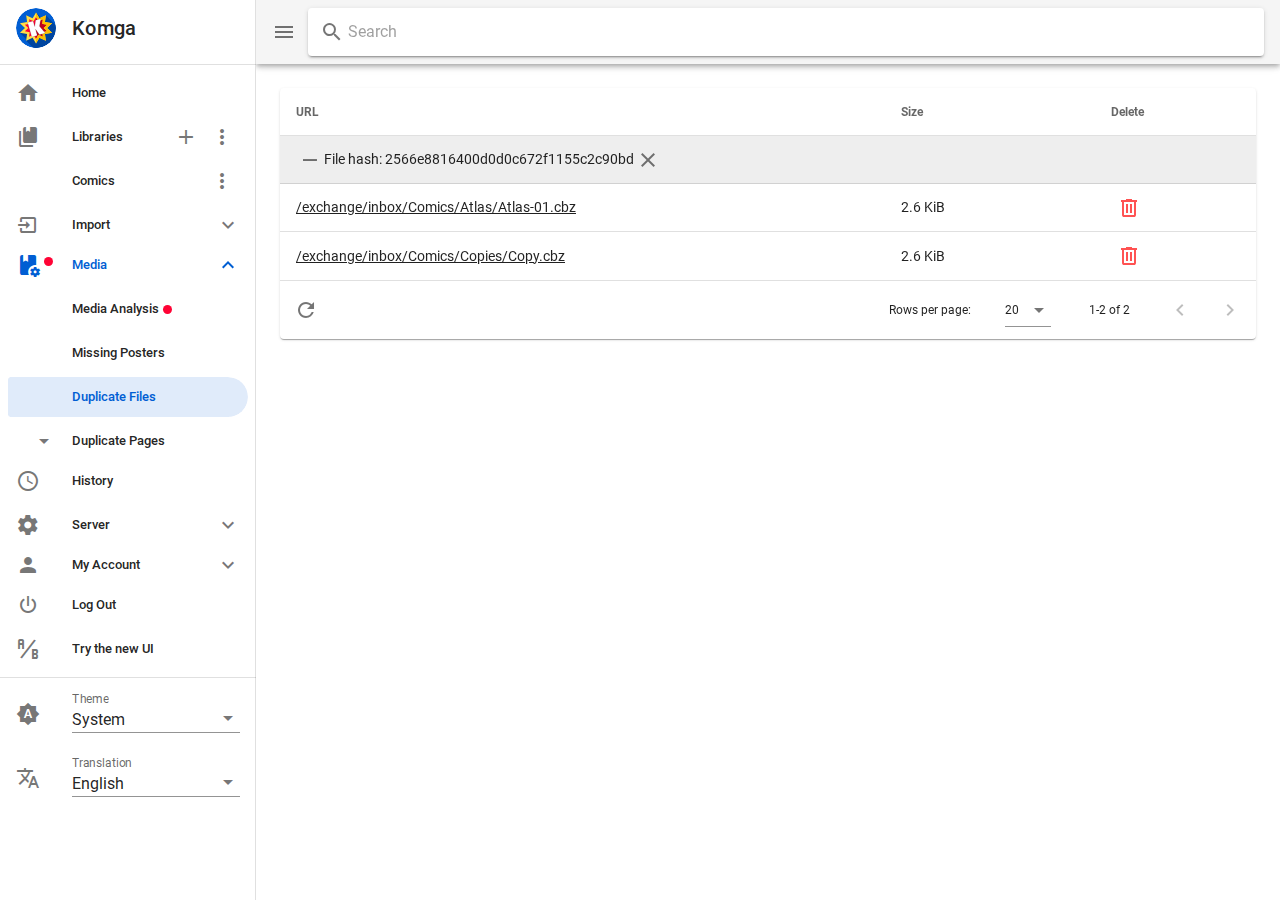 Komga
Search
Home
Libraries
Comics
Import
Media
Media Analysis
Missing Posters
Duplicate Files
Duplicate Pages
History
Server
My Account
Log Out
Try the new UI
Theme
System
Translation
English
URL Size Delete
File hash: 2566e8816400d0d0c672f1155c2c90bd
/exchange/inbox/Comics/Atlas/Atlas-01.cbz 2.6 KiB
/exchange/inbox/Comics/Copies/Copy.cbz 2.6 KiB
Rows per page: 20 1-2 of 2